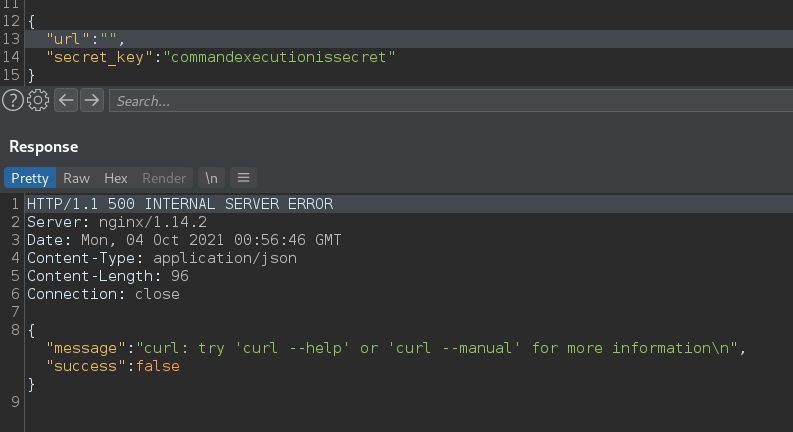 11
12 {
13 "url":"",
14 "secret_key":"commandexecutionissecret"
15 }
? Search...
Response
Pretty Raw Hex Render \n
1 HTTP/1.1 500 INTERNAL SERVER ERROR
2 Server: nginx/1.14.2
3 Date: Mon, 04 Oct 2021 00:56:46 GMT
4 Content-Type: application/json
5 Content-Length: 96
6 Connection: close
7
8 {
"message":"curl: try 'curl --help' or 'curl --manual' for more information\n",
"success":false
}
9